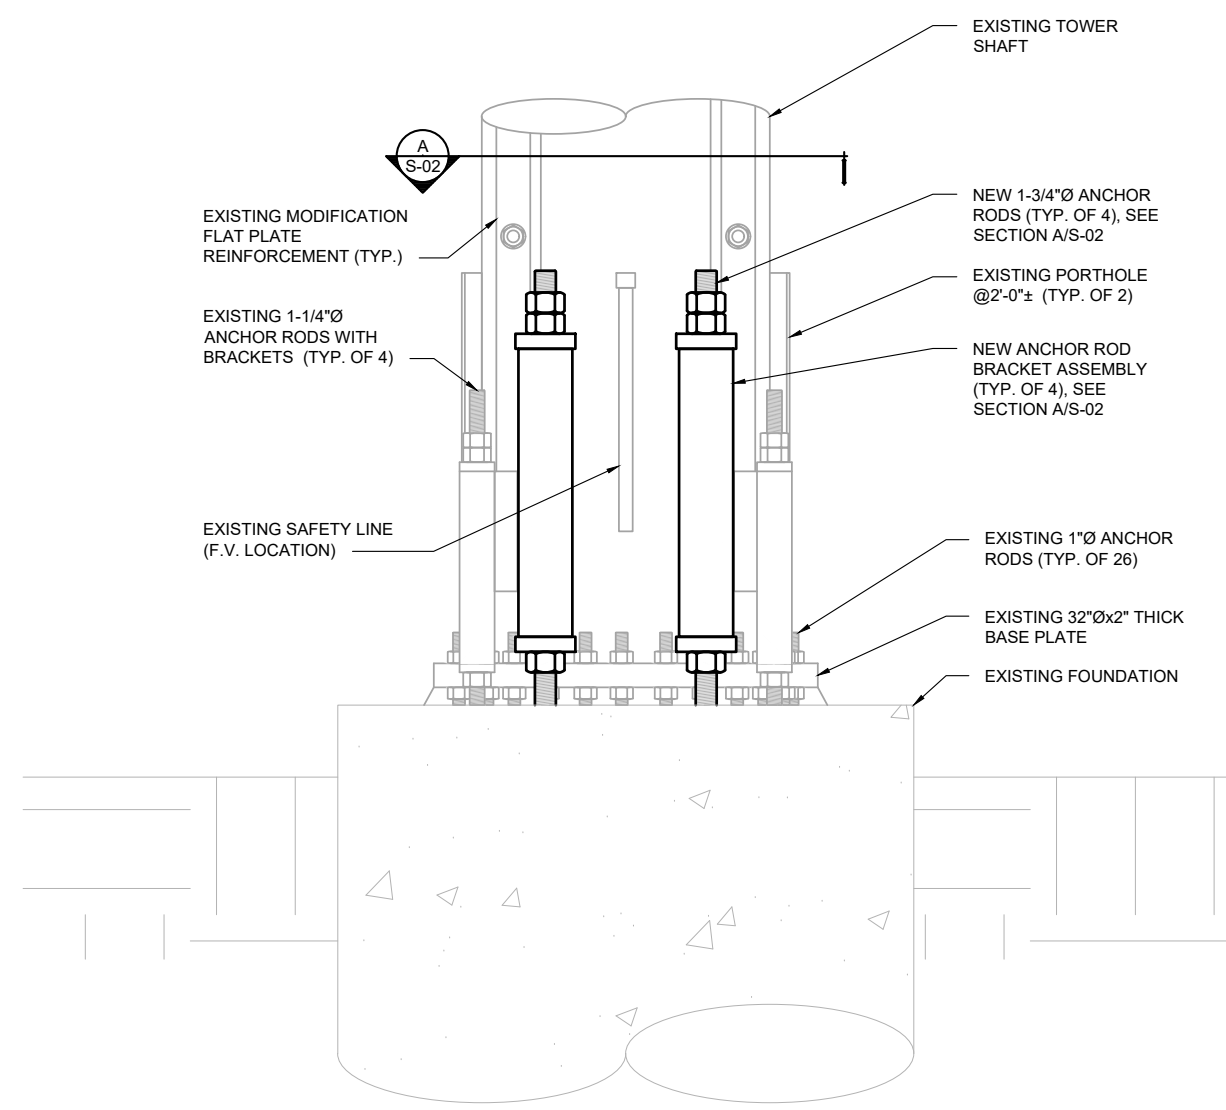 EXISTING TOWER
SHAFT
A
S-02
NEW 1-3/4"Ø ANCHOR
RODS (TYP. OF 4), SEE
SECTION A/S-02
EXISTING MODIFICATION
FLAT PLATE
REINFORCEMENT (TYP.)
EXISTING PORTHOLE
@2'-0"± (TYP. OF 2)
EXISTING 1-1/4"Ø
ANCHOR RODS WITH
BRACKETS (TYP. OF 4)
NEW ANCHOR ROD
BRACKET ASSEMBLY
(TYP. OF 4), SEE
SECTION A/S-02
EXISTING SAFETY LINE
(F.V. LOCATION)
EXISTING 1"Ø ANCHOR
RODS (TYP. OF 26)
EXISTING 32"Øx2" THICK
BASE PLATE
EXISTING FOUNDATION